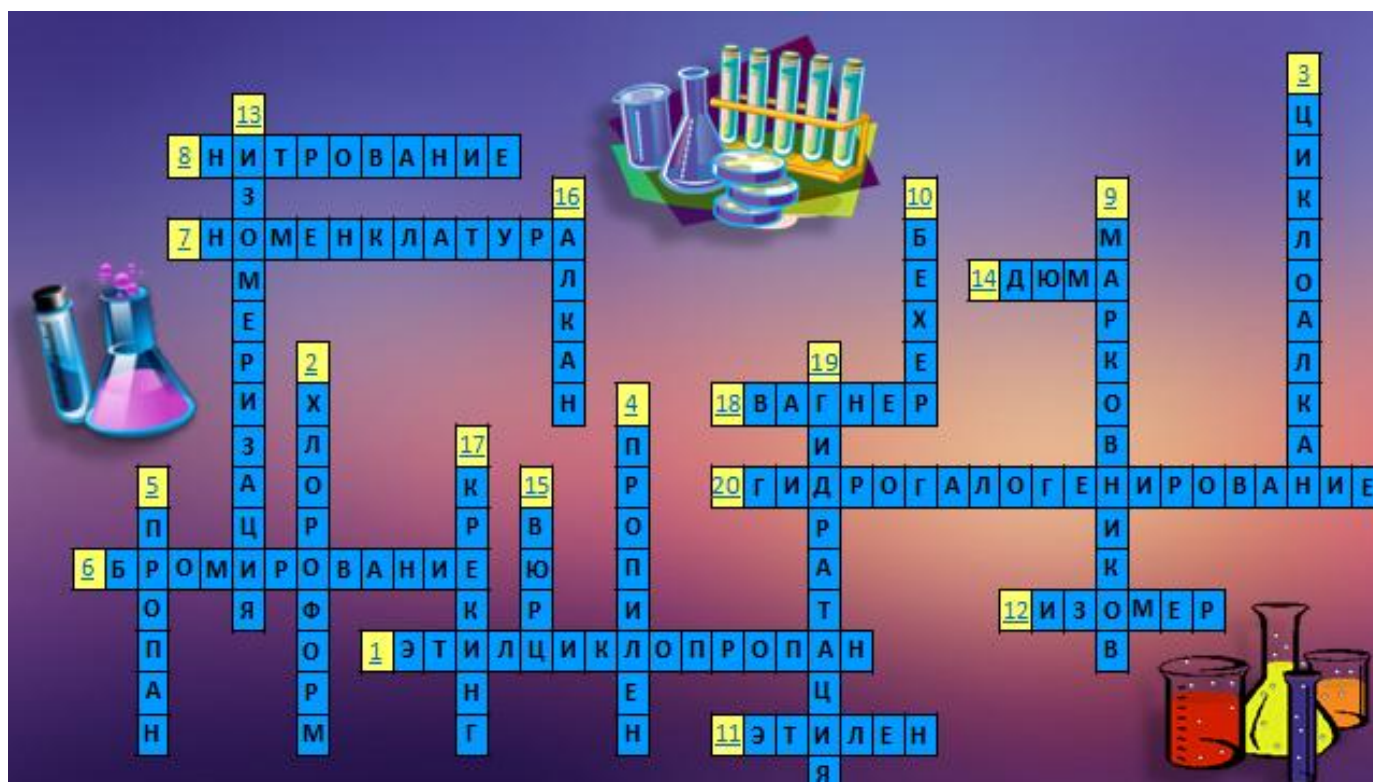 3 ЦИКЛОАЛКАН
13 ИЗОМЕРИЗАЦИЯ
8 НИТРОВАНИЕ
16 АЛКАН
10 БЕХЕР
9 МАРКОВНИКОВ
7 НОМЕНКЛАТУРА
14 ДЮМА
2 ХЛОРОФОРМ
19 ГИДРАТАЦИЯ
4 ПРОПИЛЕН
18 ВАГНЕР
17 КРЕКИНГ
5 ПРОПАН
15 ВЮРЦ
20 ГИДРОГАЛОГЕНИРОВАНИЕ
6 БРОМИРОВАНИЕ
12 ИЗОМЕР
1 ЭТИЛЦИКЛОПРОПАН
11 ЭТИЛЕН